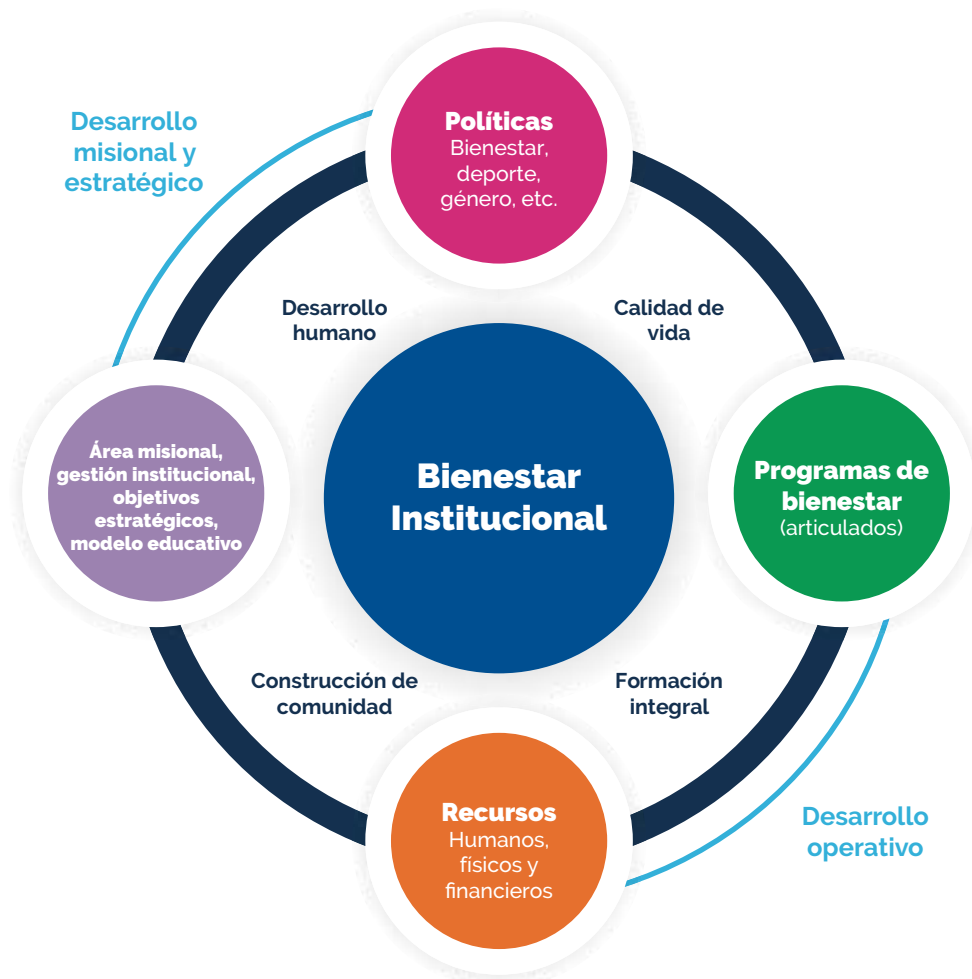 Políticas
Bienestar,
deporte,
género, etc.
Desarrollo
misional y
estratégico
Desarrollo
humano
Calidad de
vida
Área misional,
gestión institucional,
objetivos
estratégicos,
modelo educativo
Bienestar
Institucional
Programas de
bienestar
(articulados)
Construcción de
comunidad
Formación
integral
Recursos
Humanos,
físicos y
financieros
Desarrollo
operativo